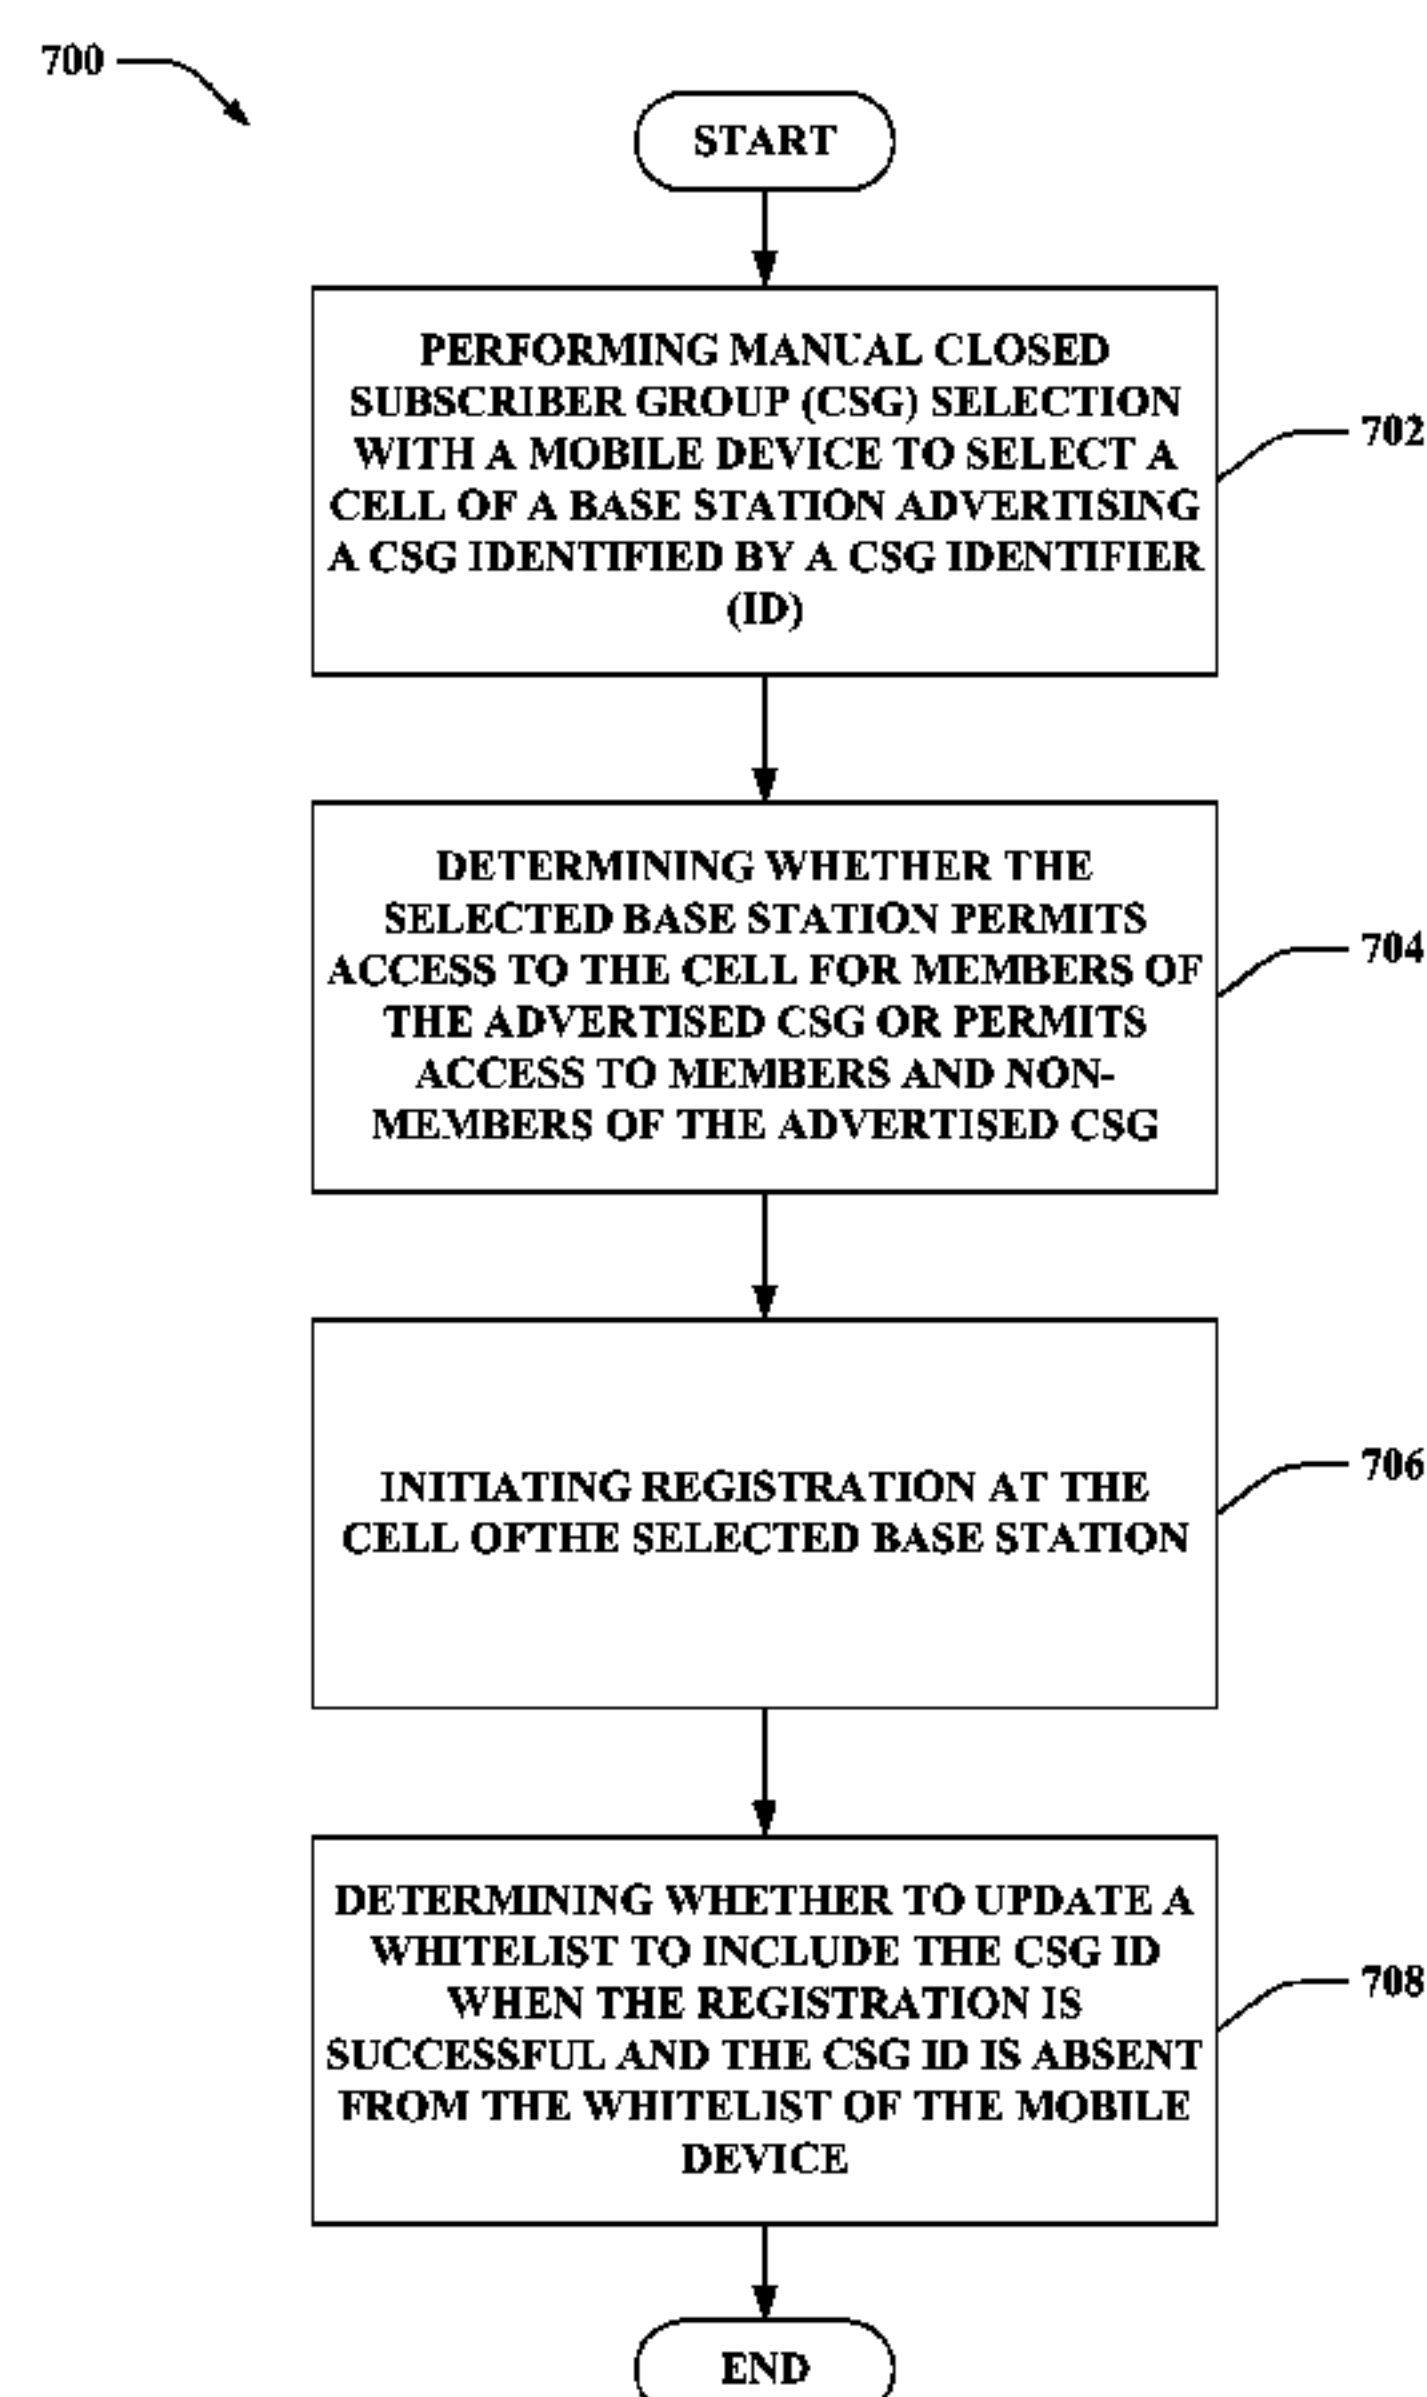 700
START
PERFORMING MANUAL CLOSED
SUBSCRIBER GROUP (CSG) SELECTION
WITH A MOBILE DEVICE TO SELECT A
CELL OF A BASE STATION ADVERTISING
A CSG IDENTIFIED BY A CSG IDENTIFIER
(ID)
702
DETERMINING WHETHER THE
SELECTED BASE STATION PERMITS
ACCESS TO THE CELL FOR MEMBERS OF
THE ADVERTISED CSG OR PERMITS
ACCESS TO MEMBERS AND NON-
MEMBERS OF THE ADVERTISED CSG
704
INITIATING REGISTRATION AT THE
CELL OFTHE SELECTED BASE STATION
706
DETERMINING WHETHER TO UPDATE A
WHITELIST TO INCLUDE THE CSG ID
WHEN THE REGISTRATION IS
SUCCESSFUL AND THE CSG ID IS ABSENT
FROM THE WHITELIST OF THE MOBILE
DEVICE
708
END